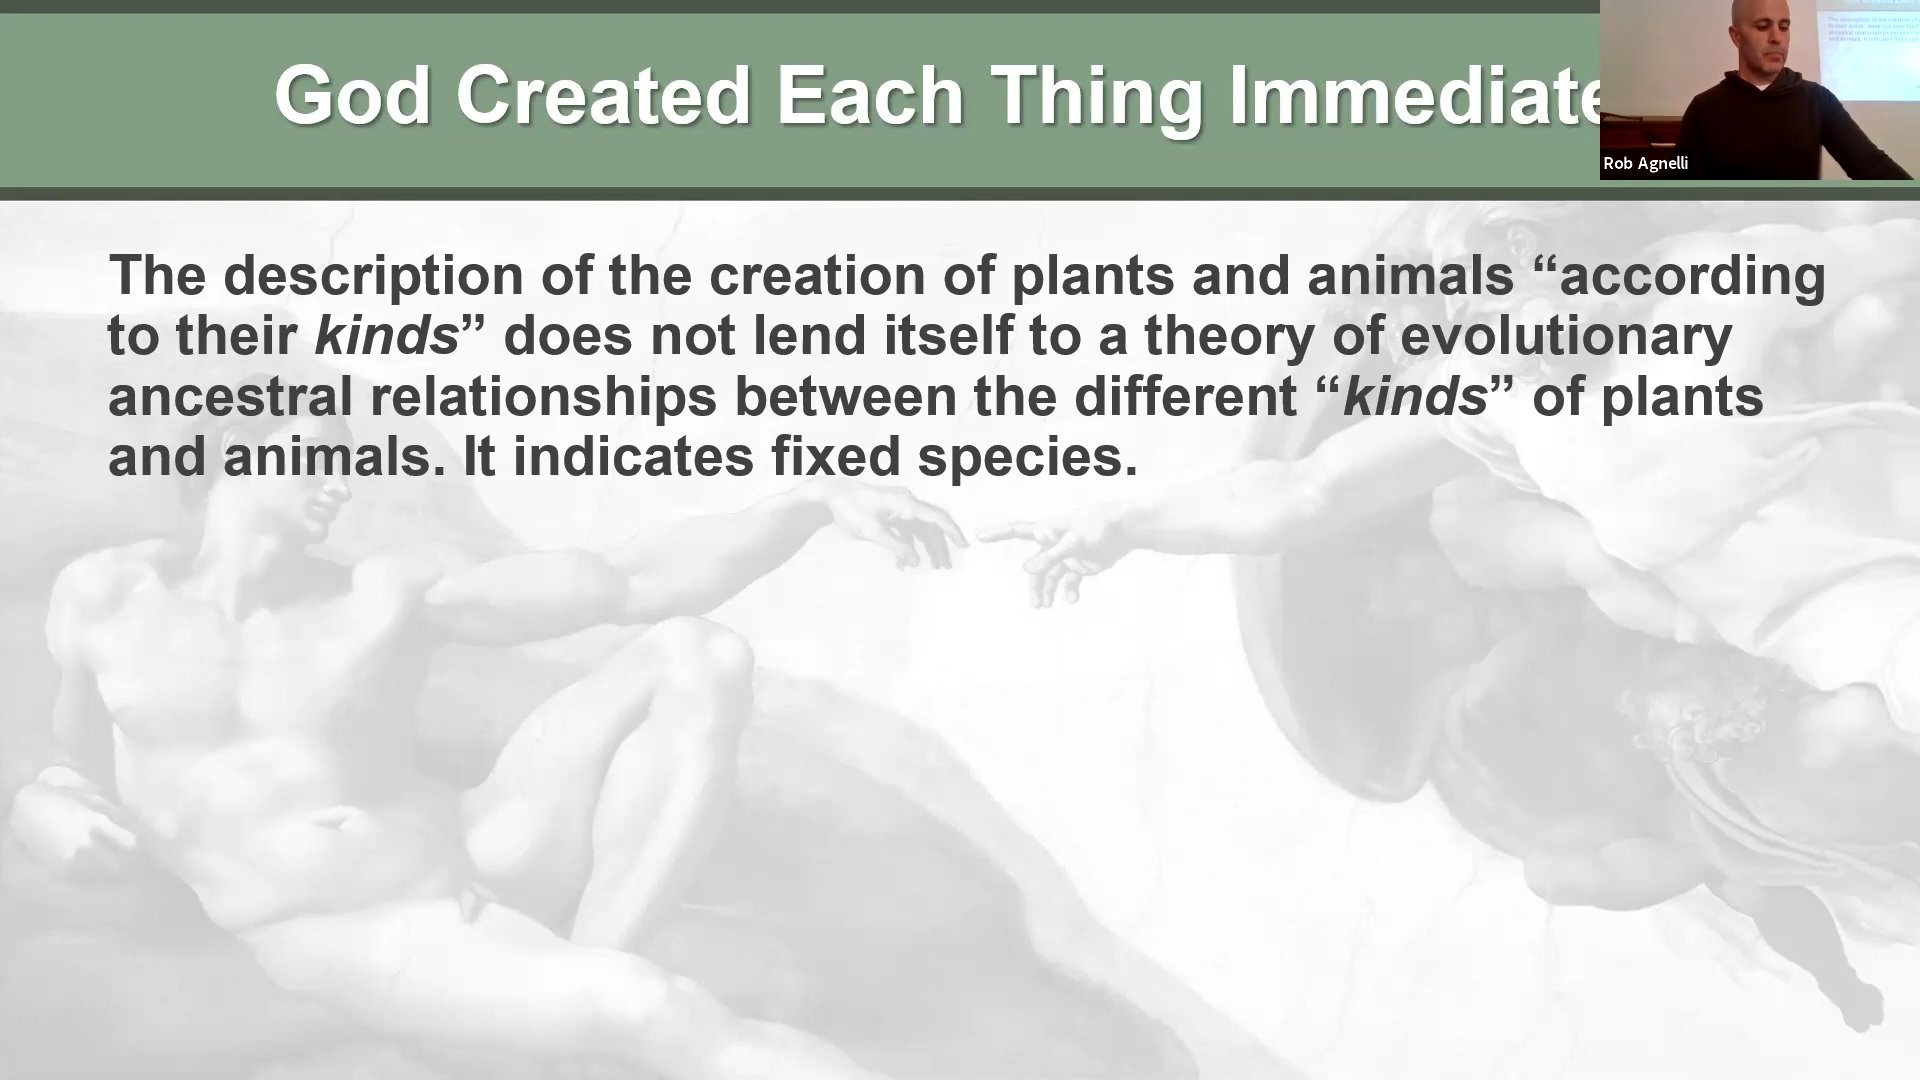 God Created Each Thing Immediate
Rob Agnelli
The description of the creation of plants and animals “according
to their kinds” does not lend itself to a theory of evolutionary
ancestral relationships between the different “kinds” of plants
and animals. It indicates fixed species.